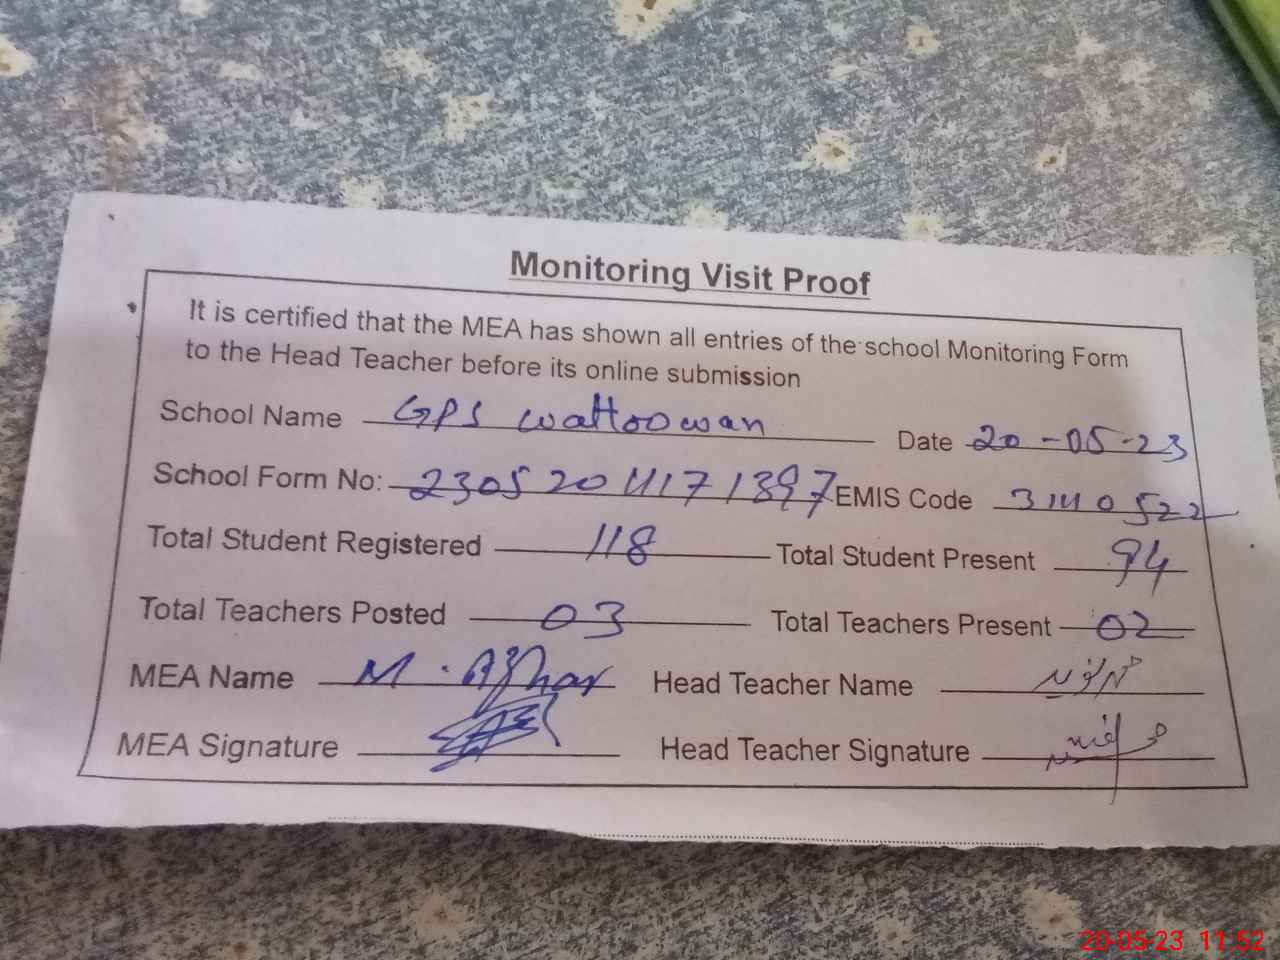 Monitoring Visit Proof
It is certified that the MEA has shown all entries of the school Monitoring Form
to the Head Teacher before its online submission
School Name GPS Wattoowan Date 20-05-23
School Form No: 230520411171397 EMIS Code 31110522
Total Student Registered 118 Total Student Present 94
Total Teachers Posted 03 Total Teachers Present 02
MEA Name M. Azhar Head Teacher Name
MEA Signature Head Teacher Signature
20-05-23 11:52